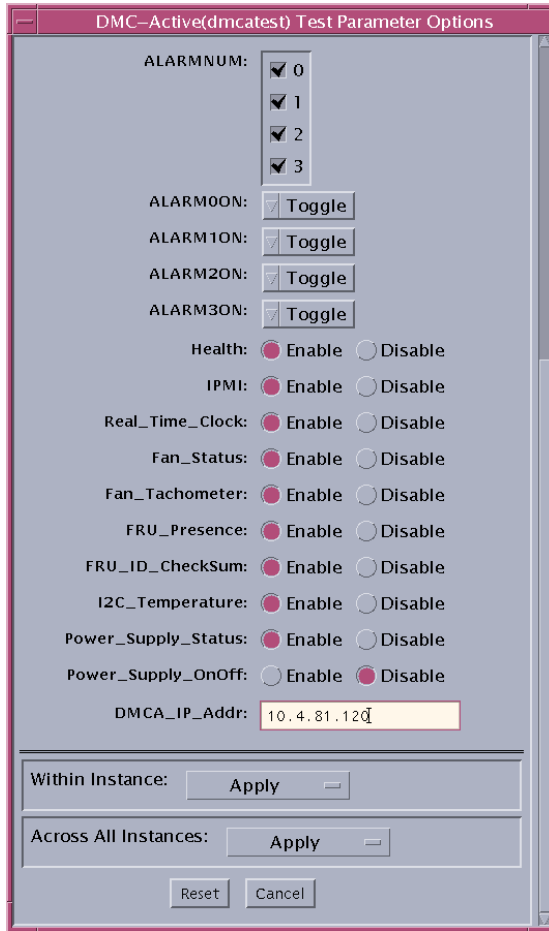 DMC–Active(dmcatest) Test Parameter Options
ALARMNUM: 0
1
2
3
ALARM0ON: Toggle
ALARM1ON: Toggle
ALARM2ON: Toggle
ALARM3ON: Toggle
Health: Enable Disable
IPMI: Enable Disable
Real_Time_Clock: Enable Disable
Fan_Status: Enable Disable
Fan_Tachometer: Enable Disable
FRU_Presence: Enable Disable
FRU_ID_CheckSum: Enable Disable
I2C_Temperature: Enable Disable
Power_Supply_Status: Enable Disable
Power_Supply_OnOff: Enable Disable
DMCA_IP_Addr: 10.4.81.120
Within Instance: Apply
Across All Instances: Apply
Reset Cancel